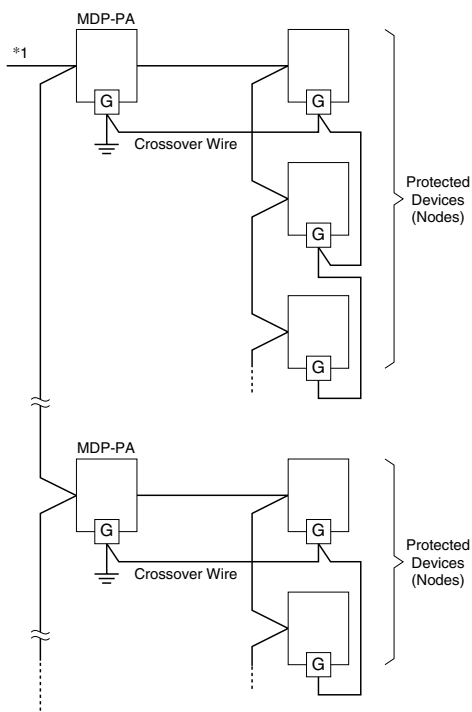 MDP-PA
*1
G
G
Crossover Wire
Protected
Devices
(Nodes)
G
G
MDP-PA
G
G
Crossover Wire
Protected
Devices
(Nodes)
G